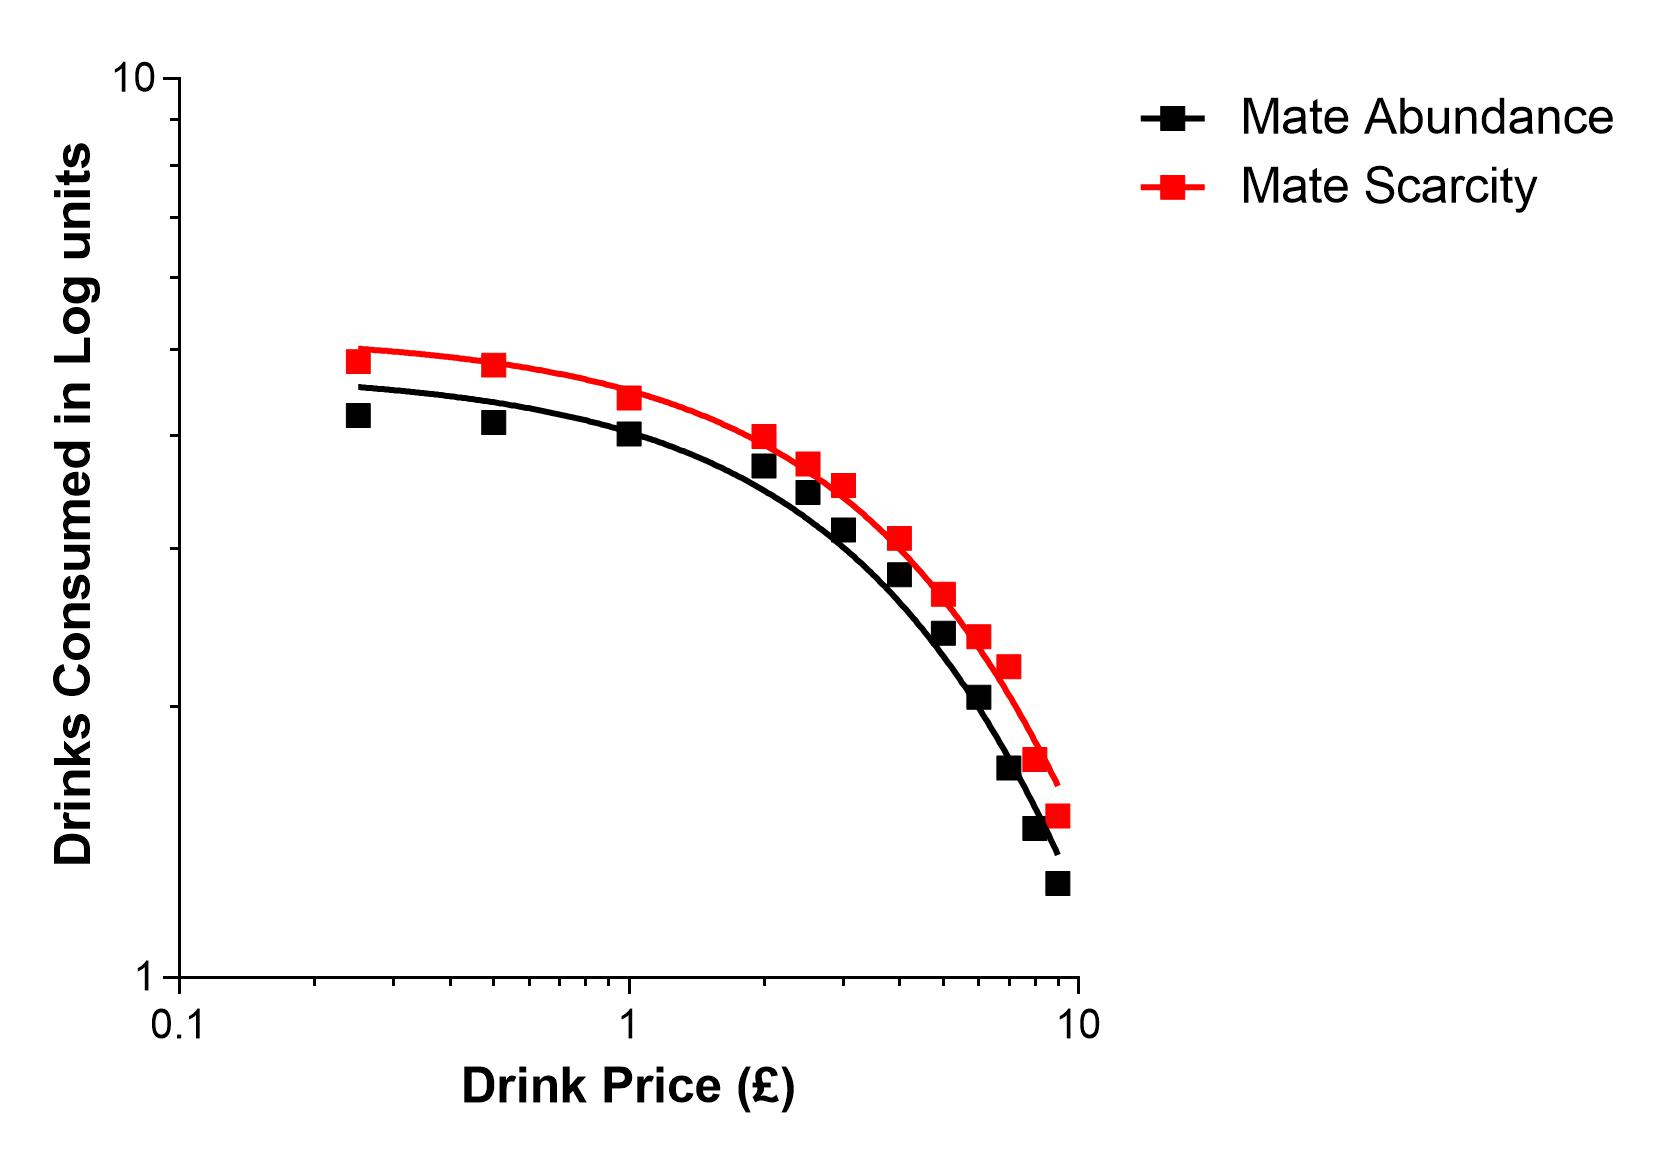 Drinks Consumed in Log units
10
1
0.1
1
10
Drink Price (£)
Mate Abundance
Mate Scarcity